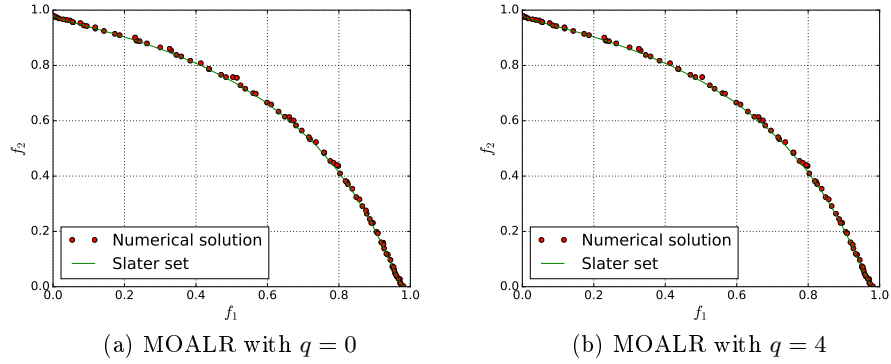 1.0
0.8
0.6
0.4
0.2
0.0
f₂
Numerical solution
Slater set
0.0 0.2 0.4 0.6 0.8 1.0
f₁
(a) MOALR with q = 0
1.0
0.8
0.6
0.4
0.2
0.0
f₂
Numerical solution
Slater set
0.0 0.2 0.4 0.6 0.8 1.0
f₁
(b) MOALR with q = 4